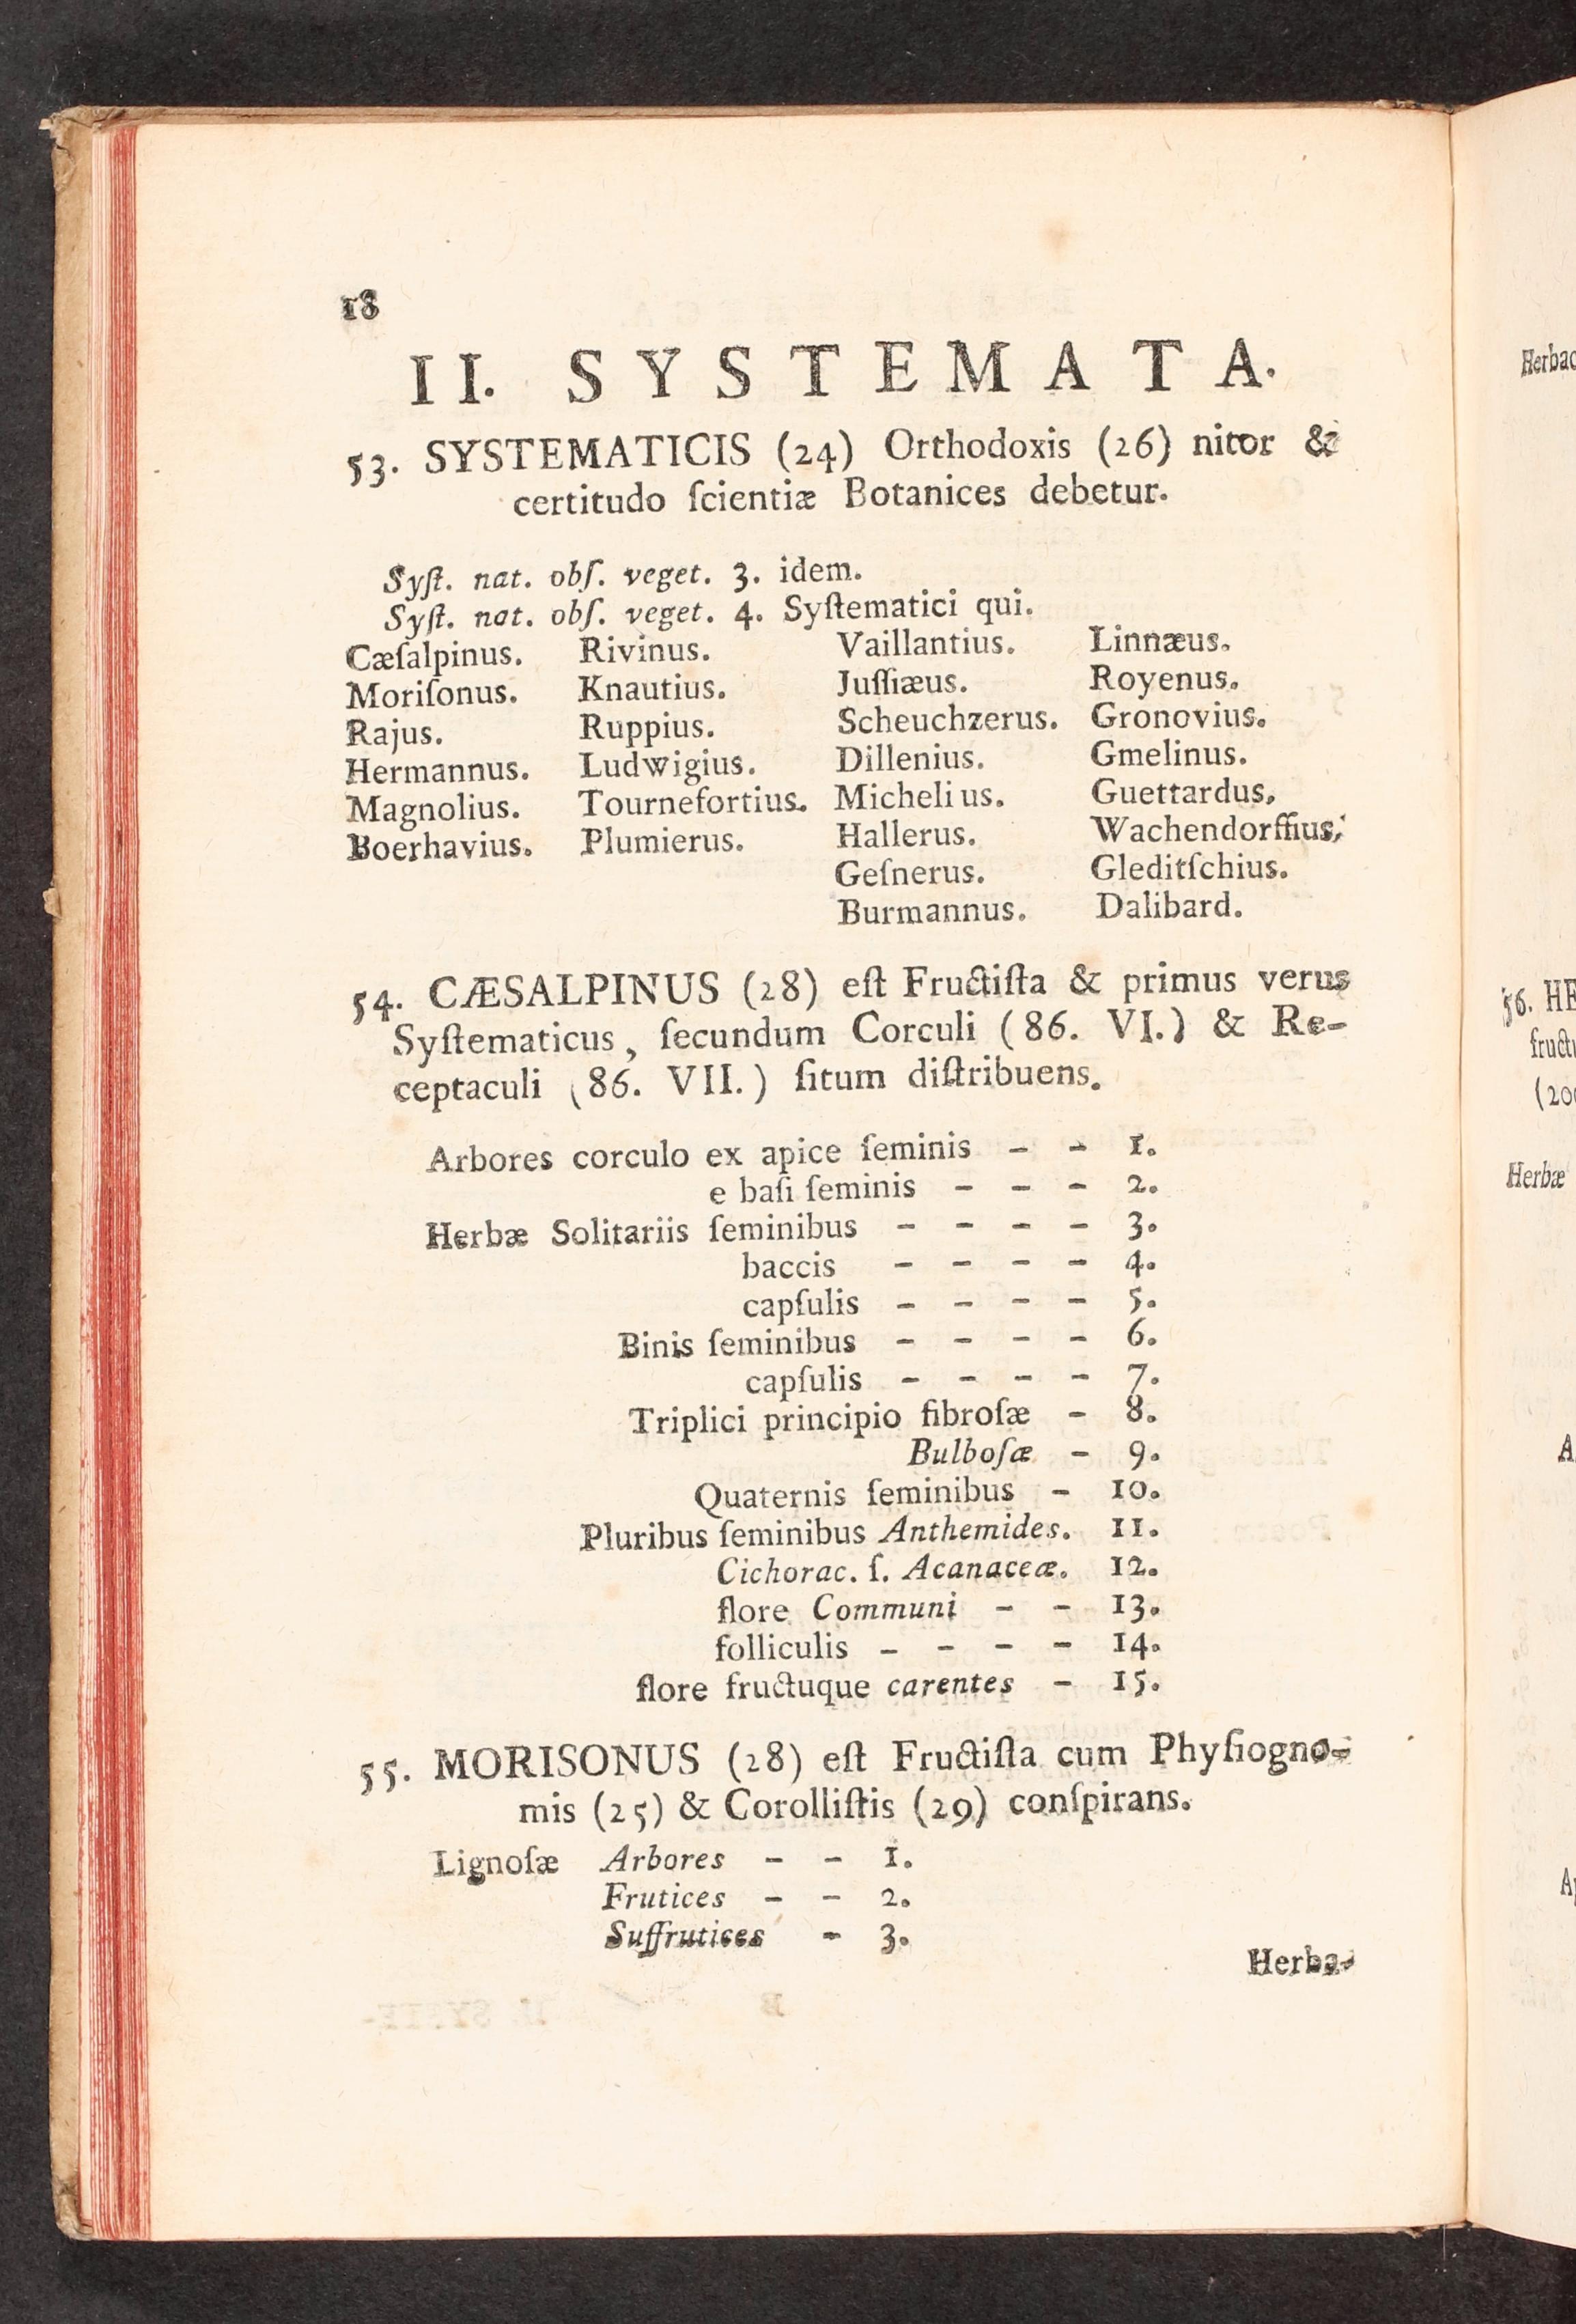 18
II. SYSTEMATA.
53. SYSTEMATICIS (24) Orthodoxis (26) nitor &
certitudo ſcientiæ Botanices debetur.
Syſt. nat. obſ. veget. 3. idem.
Syſt. nat. obſ. veget. 4. Syſtematici qui.
Cæſalpinus. Rivinus. Vaillantius. Linnæus.
Moriſonus. Knautius. Juſſiæus. Royenus.
Rajus. Ruppius. Scheuchzerus. Gronovius.
Hermannus. Ludwigius. Dillenius. Gmelinus.
Magnolius. Tournefortius. Michelius. Guettardus.
Boerhavius. Plumierus. Hallerus. Wachendorffius.
Geſnerus. Gleditſchius.
Burmannus. Dalibard.
54. CÆSALPINUS (28) eſt Fructiſta & primus verus
Syſtematicus, ſecundum Corculi (86. VI.) & Re-
ceptaculi (86. VII.) ſitum diſtribuens.
Arbores corculo ex apice ſeminis - - 1.
e baſi ſeminis - - - 2.
Herbæ Solitariis ſeminibus - - - - 3.
baccis - - - - 4.
capſulis - - - - 5.
Binis ſeminibus - - - - 6.
capſulis - - - - 7.
Triplici principio fibroſæ - 8.
Bulboſæ - 9.
Quaternis ſeminibus - 10.
Pluribus ſeminibus Anthemides. 11.
Cichorac. ſ. Acanaceæ. 12.
flore Communi - - 13.
folliculis - - - - 14.
flore fructuque carentes - 15.
55. MORISONUS (28) eſt Fructiſta cum Phyſiogno-
mis (25) & Corolliſtis (29) conſpirans.
Lignoſæ Arbores - - 1.
Frutices - - 2.
Suffrutices - 3.
Herba-
56. HE
fructu
Herbæ